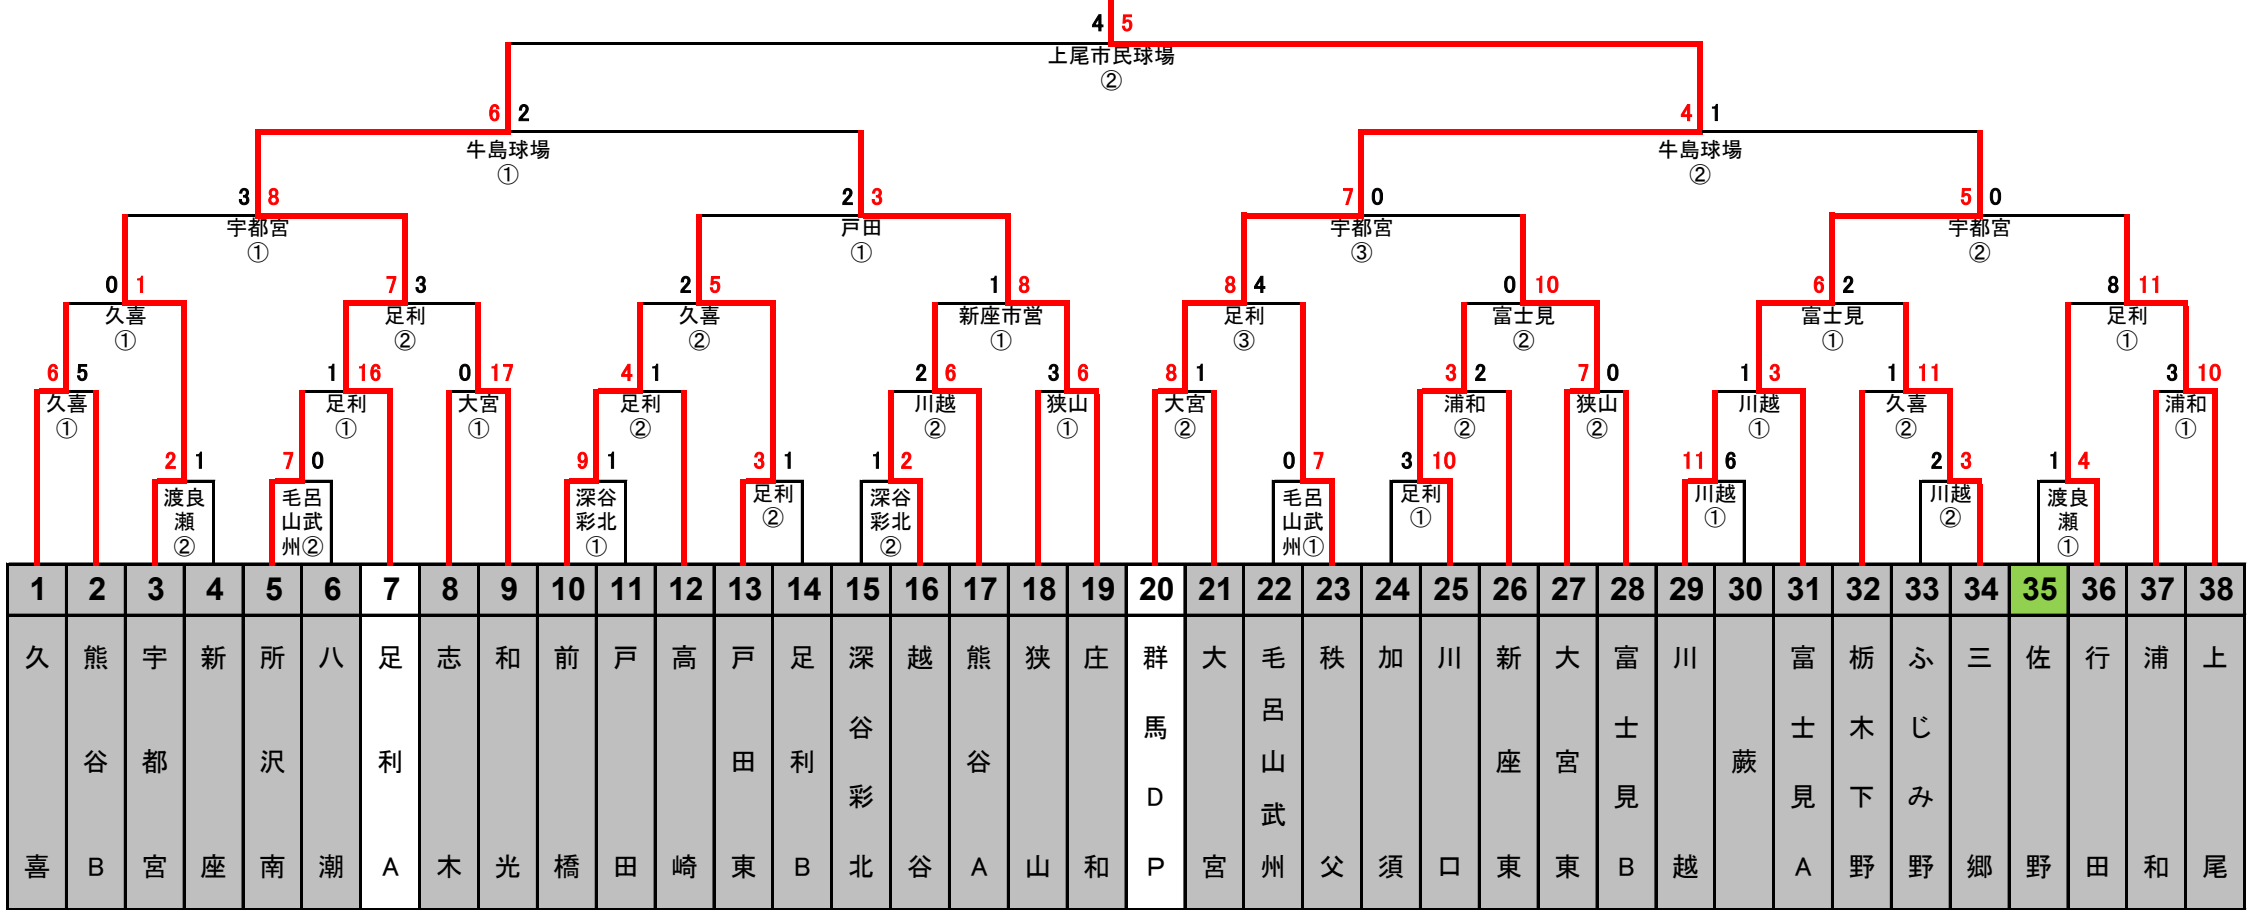 4 5
上尾市民球場
②
6 2 4 1
牛島球場 牛島球場
① ②
3 8 2 3 7 0 5 0
宇都宮 戸田 宇都宮 宇都宮
① ① ③ ②
0 1 7 3 2 5 1 8 8 4 0 10 6 2 8 11
久喜 足利 久喜 新座市営 足利 富士見 富士見 足利
① ② ② ① ③ ② ① ①
6 5 1 16 0 17 4 1 2 6 3 6 8 1 3 2 7 0 1 3 1 11 3 10
久喜 足利 大宮 足利 川越 狭山 大宮 浦和 狭山 川越 久喜 浦和
① ① ① ② ② ① ② ② ② ① ② ①
2 1 7 0 9 1 3 1 1 2 0 7 3 10 11 6 2 3 1 4
渡良 毛呂 深谷 足利 深谷 毛呂 足利 川越 川越 渡良
瀬 山武 彩北 ② 彩北 山武 ① ① ② 瀬
② 州② ① ② 州① ①
1 2 3 4 5 6 7 8 9 10 11 12 13 14 15 16 17 18 19 20 21 22 23 24 25 26 27 28 29 30 31 32 33 34 35 36 37 38
久喜
熊谷B
宇都宮
新座
所沢南
八潮
足利A
志木
和光
前橋
戸田
高崎
戸田東
足利B
深谷彩北
越谷
熊谷A
狭山
庄和
群馬DP
大宮
毛呂山武州
秩父
加須
川口
新座東
大宮東
富士見B
川越
蕨
富士見A
栃木下野
ふじみ野
三郷
佐野
行田
浦和
上尾